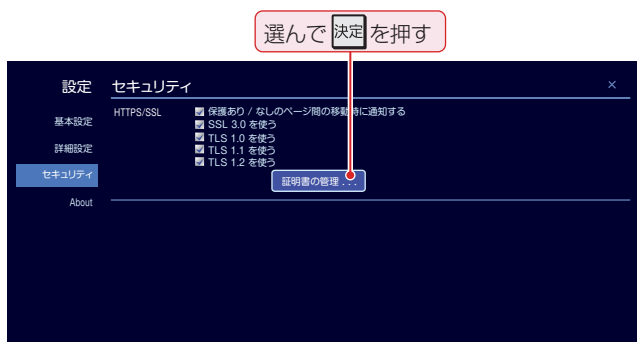 選んで 決定 を押す
設定
セキュリティ
×
基本設定
詳細設定
セキュリティ
About
HTTPS/SSL
保護あり / なしのページ間の移動時に通知する
SSL 3.0 を使う
TLS 1.0 を使う
TLS 1.1 を使う
TLS 1.2 を使う
証明書の管理 . . .